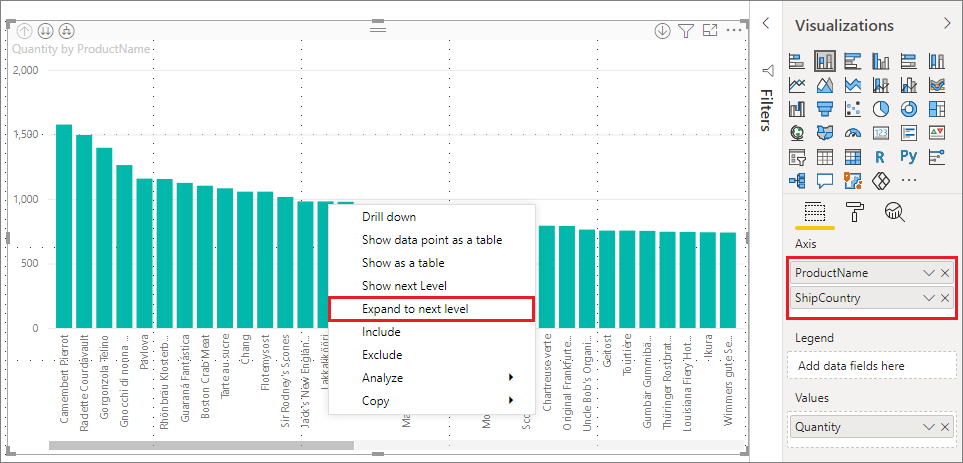 Quantity by ProductName
2,000
1,500
1,000
500
0
Camembert Pierrot
Raclette Courdavault
Gorgonzola Telino
Gnocchi di nonna ...
Pavlova
Rhönbräu Klosterb...
Guaraná Fantástica
Boston Crab Meat
Tarte au sucre
Chang
Flotemysost
Sir Rodney's Scones
Jack's New Englan...
Lakkalikööri
Chartreuse verte
Original Frankfurte...
Uncle Bob's Organi...
Geitost
Tourtière
Gumbär Gummibä...
Thüringer Rostbrat...
Louisiana Fiery Hot...
Ikura
Wimmers gute Se...
Drill down
Show data point as a table
Show as a table
Show next Level
Expand to next level
Include
Exclude
Analyze
Copy
Filters
Visualizations
123
R
Py
...
Axis
ProductName
ShipCountry
Legend
Add data fields here
Values
Quantity